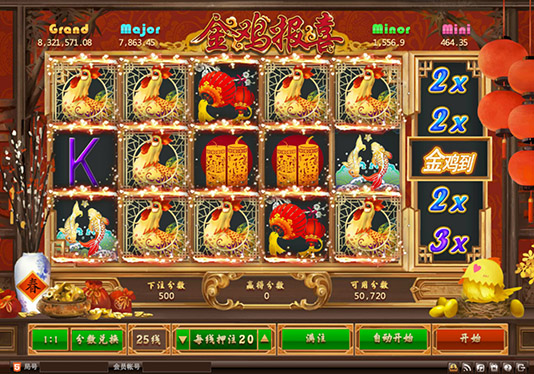 金鸡报喜
Grand
8,321,571.08
Major
7,863.45
Minor
1,556.9
Mini
464.35
2x
2x
K
金鸡到
2x
3x
春
下注分数
500
赢得分数
0
可用分数
50,720
1:1
分数兑换
25线
每线押注20
满注
自动开始
开始
局号
会员帐号